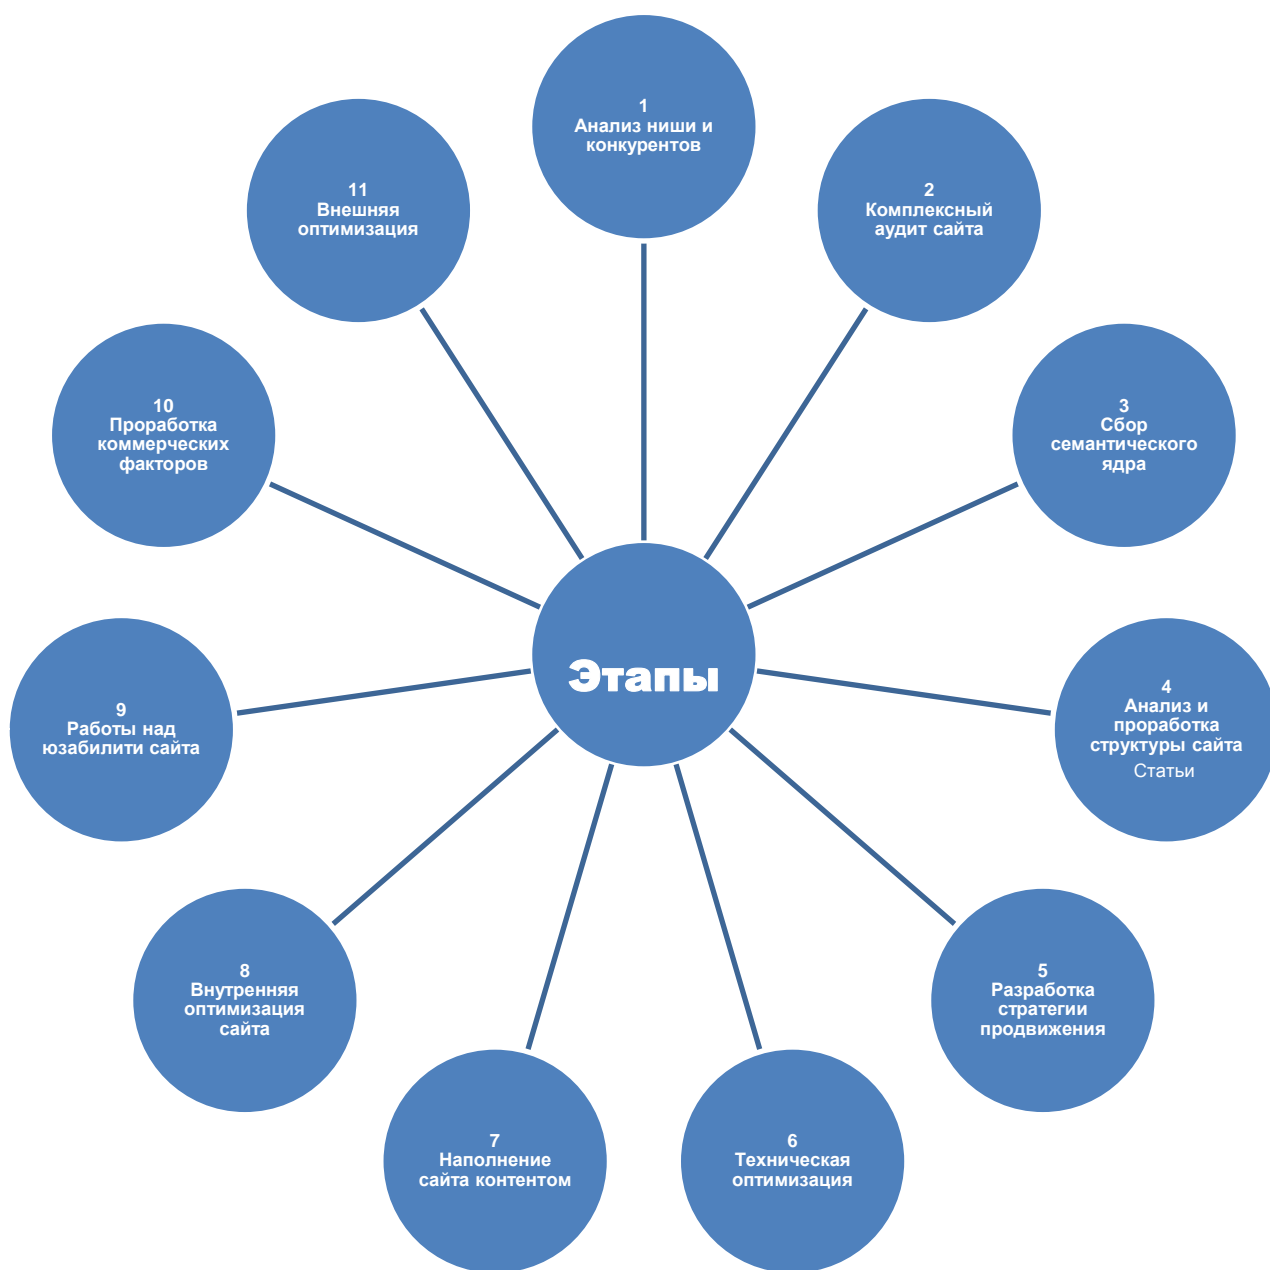 1
Анализ ниши и
конкурентов
2
Комплексный
аудит сайта
3
Сбор
семантического
ядра
4
Анализ и
проработка
структуры сайта
Статьи
5
Разработка
стратегии
продвижения
6
Техническая
оптимизация
7
Наполнение
сайта контентом
8
Внутренняя
оптимизация
сайта
9
Работы над
юзабилити сайта
10
Проработка
коммерческих
факторов
11
Внешняя
оптимизация
Этапы